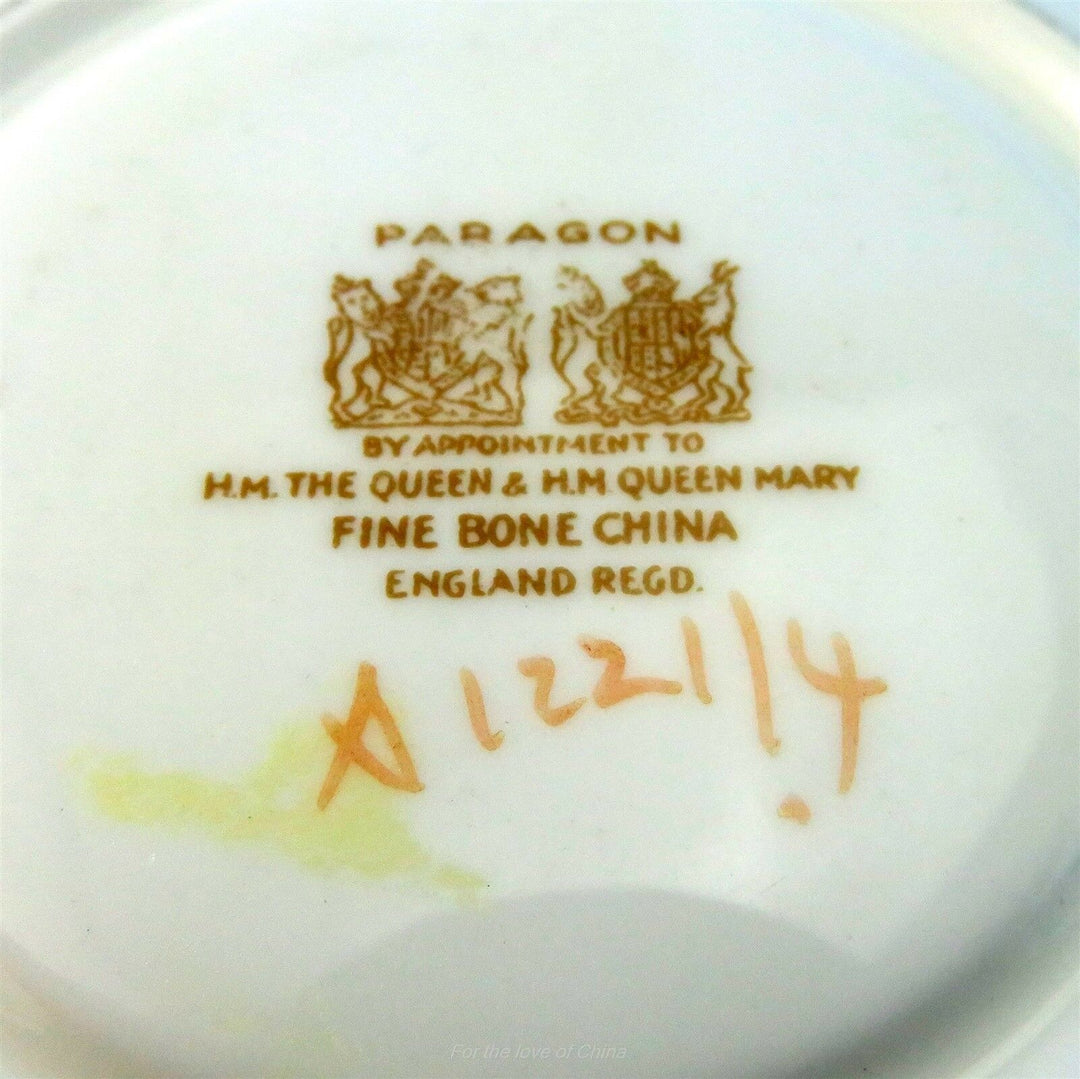 PARAGON
BY APPOINTMENT TO
H.M. THE QUEEN & H.M. QUEEN MARY
FINE BONE CHINA
ENGLAND REGD.
A1221/4
For the love of China